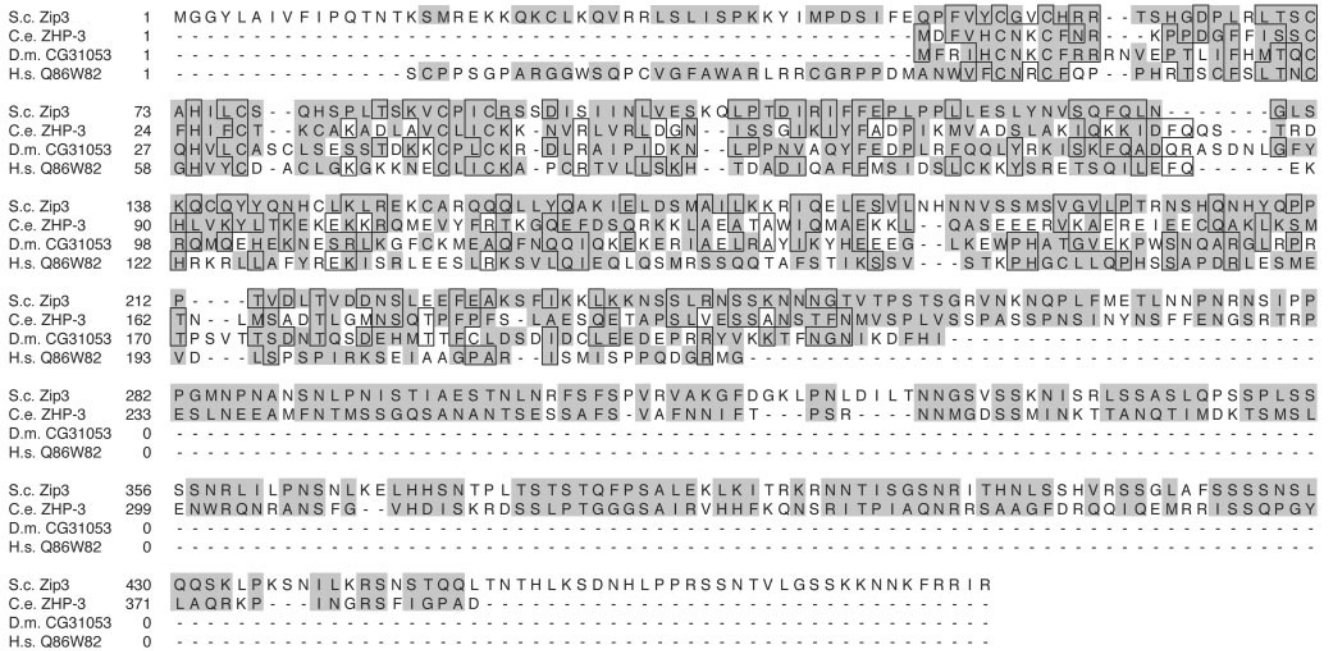 S.c. Zip3 1 MGGYLAIVFIPQTNTKSMREKKQKCLKQVRRLSLISPKKYIMPDSIFEQPFVYCGVCHRR--TSHGDPLRLTSC
C.e. ZHP-3 1 ------------------------------------------------MDFVHCNKCFNR---KPPDGFFISSC
D.m. CG31053 1 ------------------------------------------------MFRIHCNKCFRRRNVEPTLIFHMTQC
H.s. Q86W82 1 ---------------SCPPSGPARGGWSQPCVGFAWARLRRCGRPPDMANWVFCNRCFQPP--PHRTSCFSLTNC
S.c. Zip3 73 AHILCS--QHSPLTSKVCPICRSSDISIINLVESKQLPTDIRIFFEPLPPLLESLYNVSQFQLN-------GLS
C.e. ZHP-3 24 FHIFCT--KCAKADLAVCLICKK-NVRLVRLDGN--ISSGIKIYFADPIKMVADSLAKIQKKIDFQQS---TRD
D.m. CG31053 27 QHVLCASCLSESSTDKKCPLCKR-DLRAIPIDKN--LPPNVAQYFEDPLRFQQLYRKISKFQADQRASDNLGFY
H.s. Q86W82 58 GHVYCD-ACLGKGKKNECLICKA-PCRTVLLSKH--TDADIQAFFMSIDSLCKKYSRETSQILEFQ------EK
S.c. Zip3 138 KQCQYYQNHCLKLREKCARQQQLLYQAKIELDSMAILKKRIQELESVLNHNNVSSMSVGVLPTRNSHQNHYQPP
C.e. ZHP-3 90 HLVKYLTKEKEKKRQMEVYFRTKGQEFDSQRKKLAEATAWIQMAEKKL--QASEEERVKAEREIEECQAKLKSM
D.m. CG31053 98 RQMQEHEKNESRLKGFCKMEAQFNQQIQKEKERIAELRAYIKYHEEEG--LKEWPHATGVEKPWSNQARGLRPR
H.s. Q86W82 122 HRKRLLAFYREKISRLEESLRKSVLQIEQLQSMRSSQQTAFSTIKSSV---STKPHGCLLQPHSSAPDRLESME
S.c. Zip3 212 P----TVDLTVDDNSLEEFEAKSFIKKLKKNSSLRNSSKNNNGTVTPSTSGRVNKNQPLFMETLNNPNRNSIPP
C.e. ZHP-3 162 TN--LMSADTLGMNSQTPFPFS-LAESQETAPSLVESSANSTFNMVSPLVSSPASSPNSINYNSFFENGSRTRP
D.m. CG31053 170 TPSVTTSDNTQSDEHMTTFCLDSDIDCLEEDEPRRYVKKTFNGNIKDFHI------------------------
H.s. Q86W82 193 VD---LSPSPIRKSEIAAGPAR--ISMISPPQDGRMG-------------------------------------
S.c. Zip3 282 PGMNPNANSNLPNISTIAESTNLNRFSFSPVRVAKGFDGKLPNLDILTNNGSVSSKNISRLSSASLQPSSPLSS
C.e. ZHP-3 233 ESLNEEAMFNTMSSGQSANANTSESSAFS-VAFNNIFT---PSR----NNMGDSSMINKTTANQTIMDKTSMSL
D.m. CG31053 0 --------------------------------------------------------------------------
H.s. Q86W82 0 --------------------------------------------------------------------------
S.c. Zip3 356 SSNRLILPNSNLKELHHSNTPLTSTSTQFPSALEKLKITRKRNNTISGSNRITHNLSSHVRSSGLAFSSSSNSL
C.e. ZHP-3 299 ENWRQNRANSFG--VHDISKRDSSLPTGGGSAIRVHHFKQNSRITPIAQNRRSAAGFDRQQIQEMRRISSQPGY
D.m. CG31053 0 --------------------------------------------------------------------------
H.s. Q86W82 0 --------------------------------------------------------------------------
S.c. Zip3 430 QQSKLPKSNILKRSNSTQQLTNTHLKSDNHLPPRSSNTVLGSSKKNNKFRRIR
C.e. ZHP-3 371 LAQRKP---INGRSFIGPAD---------------------------------
D.m. CG31053 0 -----------------------------------------------------
H.s. Q86W82 0 -----------------------------------------------------